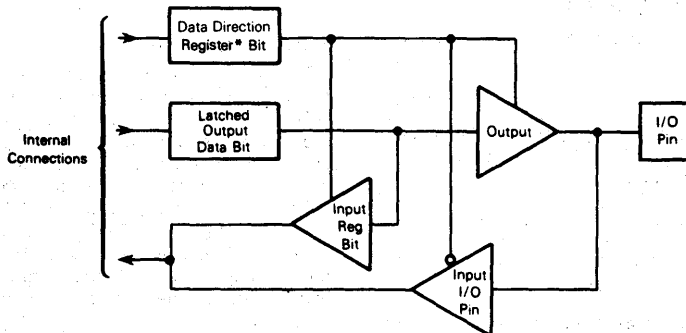 Data Direction
Register* Bit
Latched
Output
Data Bit
Internal
Connections
Output
I/O
Pin
Input
Reg
Bit
Input
I/O
Pin